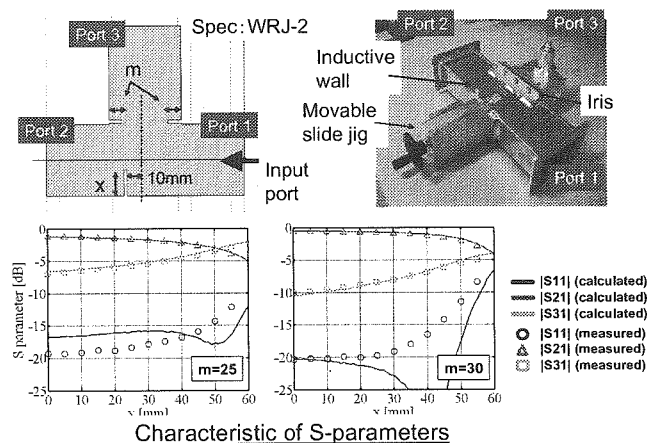 Port 3
Spec: WRJ-2
m
Port 2
Port 1
x
10mm
Input
port
Port 2
Port 3
Inductive
wall
Iris
Movable
slide jig
Port 1
S parameter [dB]
0
-5
-10
-15
-20
-25
0 10 20 30 40 50 60
x [mm]
m=25
0
-5
-10
-15
-20
-25
0 10 20 30 40 50 60
x [mm]
m=30
|S11| (calculated)
|S21| (calculated)
|S31| (calculated)
|S11| (measured)
|S21| (measured)
|S31| (measured)
Characteristic of S-parameters